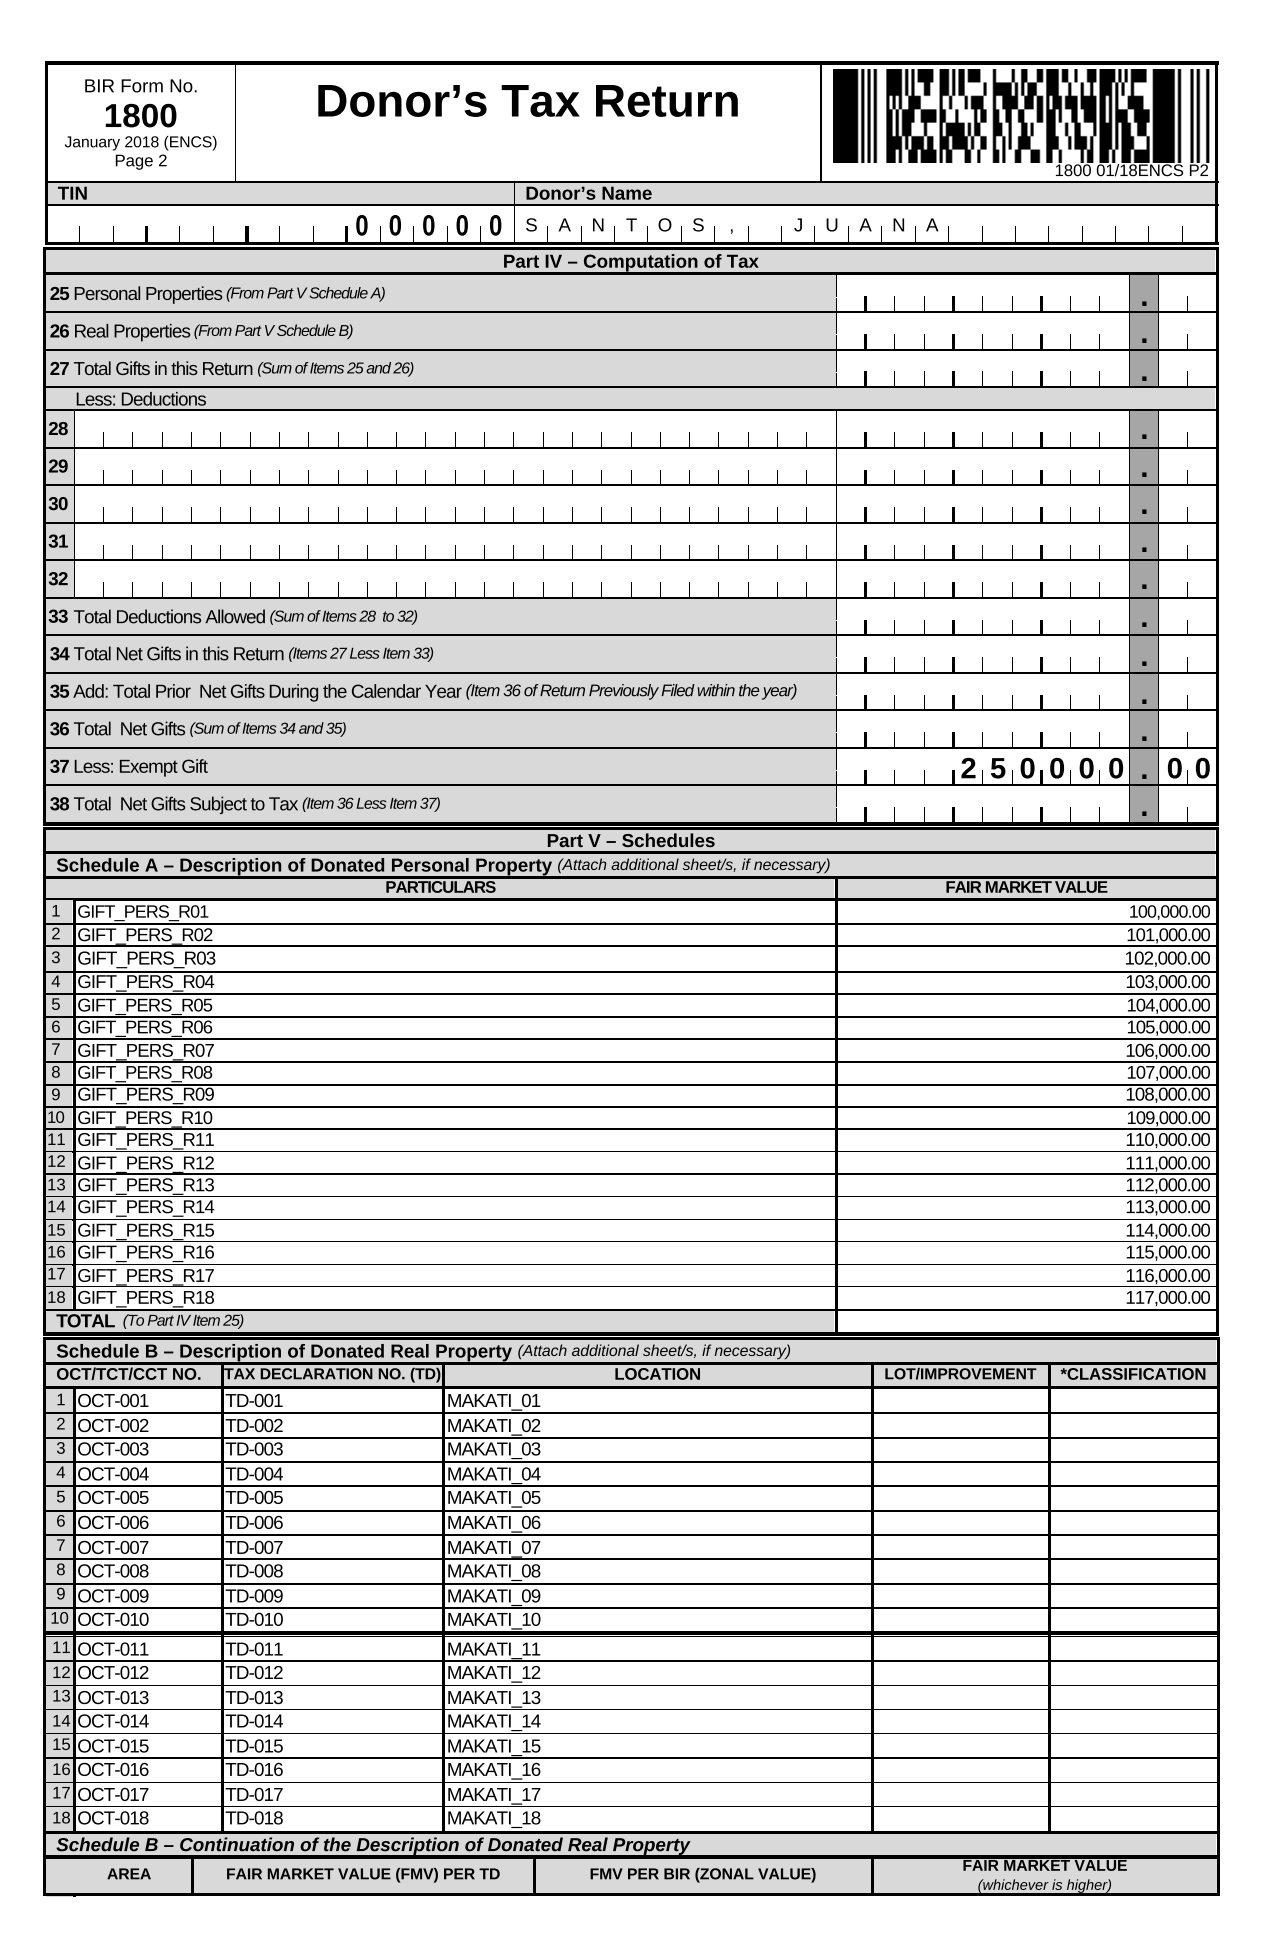 BIR Form No.
1800
January 2018 (ENCS)
Page 2
Donor’s Tax Return
1800 01/18ENCS P2
TIN Donor’s Name
0 0 0 0 0 S A N T O S , J U A N A
Part IV – Computation of Tax
25 Personal Properties (From Part V Schedule A) .
26 Real Properties (From Part V Schedule B) .
27 Total Gifts in this Return (Sum of Items 25 and 26) .
Less: Deductions
28 .
29 .
30 .
31 .
32 .
33 Total Deductions Allowed (Sum of Items 28 to 32) .
34 Total Net Gifts in this Return (Items 27 Less Item 33) .
35 Add: Total Prior Net Gifts During the Calendar Year (Item 36 of Return Previously Filed within the year) .
36 Total Net Gifts (Sum of Items 34 and 35) .
37 Less: Exempt Gift 2 5 0 0 0 0 . 0 0
38 Total Net Gifts Subject to Tax (Item 36 Less Item 37) .
Part V – Schedules
Schedule A – Description of Donated Personal Property (Attach additional sheet/s, if necessary)
PARTICULARS FAIR MARKET VALUE
1 GIFT_PERS_R01 100,000.00
2 GIFT_PERS_R02 101,000.00
3 GIFT_PERS_R03 102,000.00
4 GIFT_PERS_R04 103,000.00
5 GIFT_PERS_R05 104,000.00
6 GIFT_PERS_R06 105,000.00
7 GIFT_PERS_R07 106,000.00
8 GIFT_PERS_R08 107,000.00
9 GIFT_PERS_R09 108,000.00
10 GIFT_PERS_R10 109,000.00
11 GIFT_PERS_R11 110,000.00
12 GIFT_PERS_R12 111,000.00
13 GIFT_PERS_R13 112,000.00
14 GIFT_PERS_R14 113,000.00
15 GIFT_PERS_R15 114,000.00
16 GIFT_PERS_R16 115,000.00
17 GIFT_PERS_R17 116,000.00
18 GIFT_PERS_R18 117,000.00
TOTAL (To Part IV Item 25)
Schedule B – Description of Donated Real Property (Attach additional sheet/s, if necessary)
OCT/TCT/CCT NO. TAX DECLARATION NO. (TD) LOCATION LOT/IMPROVEMENT *CLASSIFICATION
1 OCT-001 TD-001 MAKATI_01
2 OCT-002 TD-002 MAKATI_02
3 OCT-003 TD-003 MAKATI_03
4 OCT-004 TD-004 MAKATI_04
5 OCT-005 TD-005 MAKATI_05
6 OCT-006 TD-006 MAKATI_06
7 OCT-007 TD-007 MAKATI_07
8 OCT-008 TD-008 MAKATI_08
9 OCT-009 TD-009 MAKATI_09
10 OCT-010 TD-010 MAKATI_10
11 OCT-011 TD-011 MAKATI_11
12 OCT-012 TD-012 MAKATI_12
13 OCT-013 TD-013 MAKATI_13
14 OCT-014 TD-014 MAKATI_14
15 OCT-015 TD-015 MAKATI_15
16 OCT-016 TD-016 MAKATI_16
17 OCT-017 TD-017 MAKATI_17
18 OCT-018 TD-018 MAKATI_18
Schedule B – Continuation of the Description of Donated Real Property
AREA FAIR MARKET VALUE (FMV) PER TD FMV PER BIR (ZONAL VALUE) FAIR MARKET VALUE
(whichever is higher)